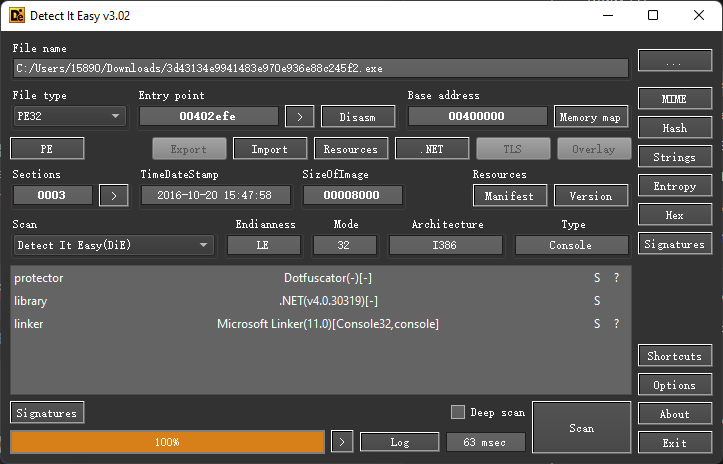 Detect It Easy v3.02
File name
C:/Users/15890/Downloads/3d43134e9941483e970e936e88c245f2.exe
...
File type
Entry point
Base address
PE32
00402efe
>
Disasm
00400000
Memory map
MIME
PE
Export
Import
Resources
.NET
TLS
Overlay
Hash
Sections
TimeDateStamp
SizeOfImage
Resources
Strings
0003
>
2016-10-20 15:47:58
00008000
Manifest
Version
Entropy
Scan
Endianness
Mode
Architecture
Type
Hex
Detect It Easy(DiE)
LE
32
I386
Console
Signatures
protector
Dotfuscator(-)[-]
S ?
library
.NET(v4.0.30319)[-]
S
linker
Microsoft Linker(11.0)[Console32,console]
S ?
Shortcuts
Options
Signatures
Deep scan
Scan
About
100%
>
Log
63 msec
Exit